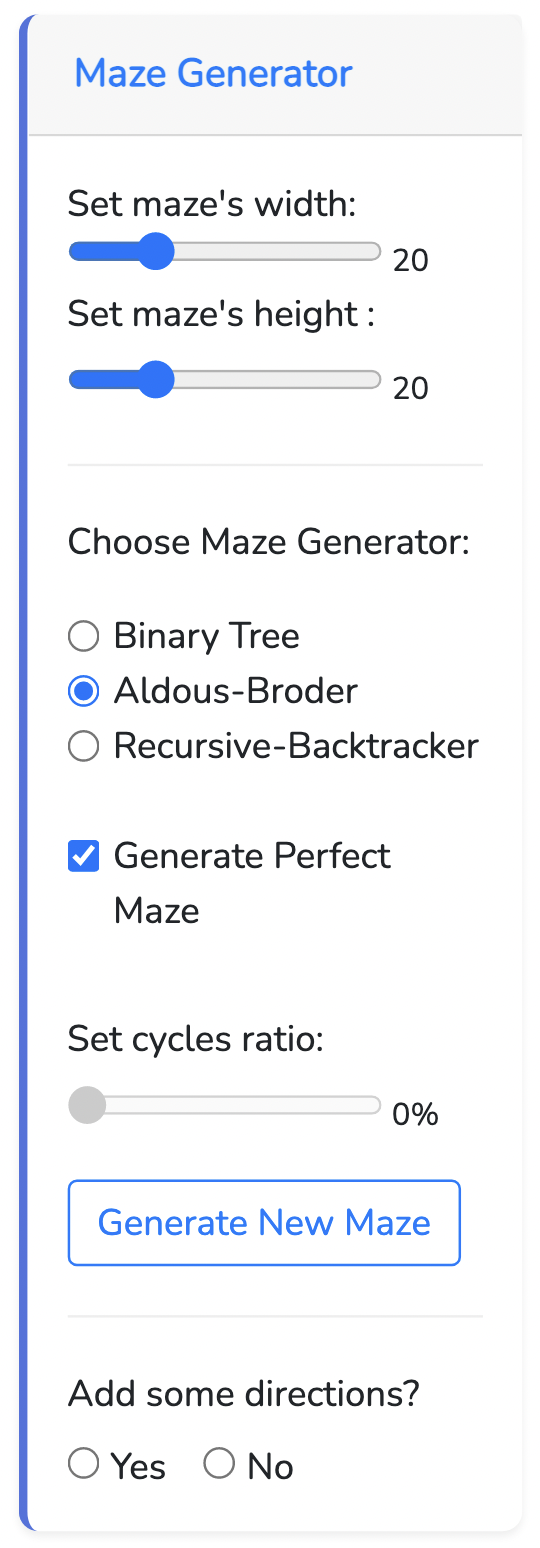 Maze Generator
Set maze's width:
20
Set maze's height :
20
Choose Maze Generator:
Binary Tree
Aldous-Broder
Recursive-Backtracker
Generate Perfect
Maze
Set cycles ratio:
0%
Generate New Maze
Add some directions?
Yes No